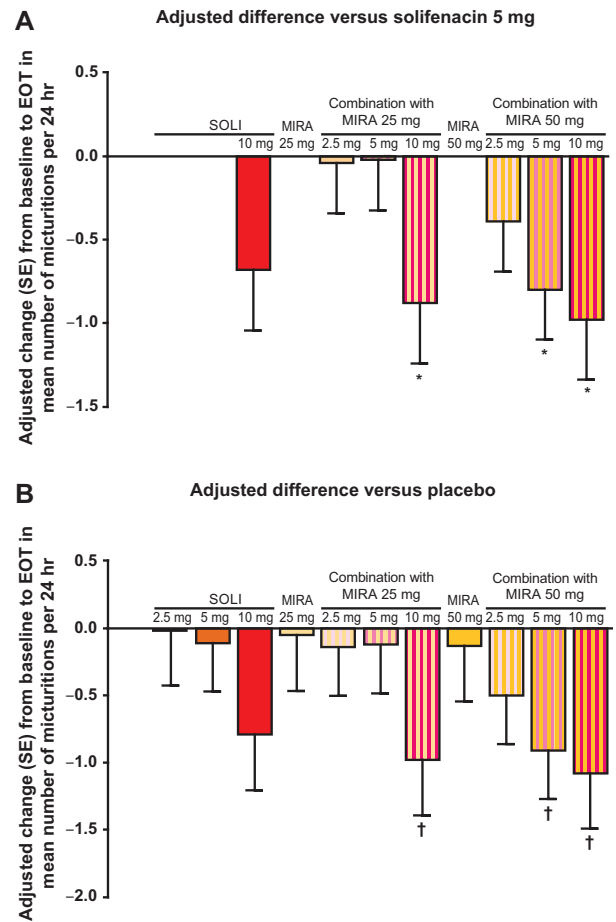 A
Adjusted difference versus solifenacin 5 mg
Adjusted change (SE) from baseline to EOT in
mean number of micturitions per 24 hr
0.5
0.0
–0.5
–1.0
–1.5
SOLI
10 mg
MIRA
25 mg
Combination with
MIRA 25 mg
2.5 mg 5 mg 10 mg
MIRA
50 mg
Combination with
MIRA 50 mg
2.5 mg 5 mg 10 mg
*
*
*
B
Adjusted difference versus placebo
Adjusted change (SE) from baseline to EOT in
mean number of micturitions per 24 hr
0.5
0.0
–0.5
–1.0
–1.5
–2.0
SOLI
2.5 mg 5 mg 10 mg
MIRA
25 mg
Combination with
MIRA 25 mg
2.5 mg 5 mg 10 mg
MIRA
50 mg
Combination with
MIRA 50 mg
2.5 mg 5 mg 10 mg
†
†
†